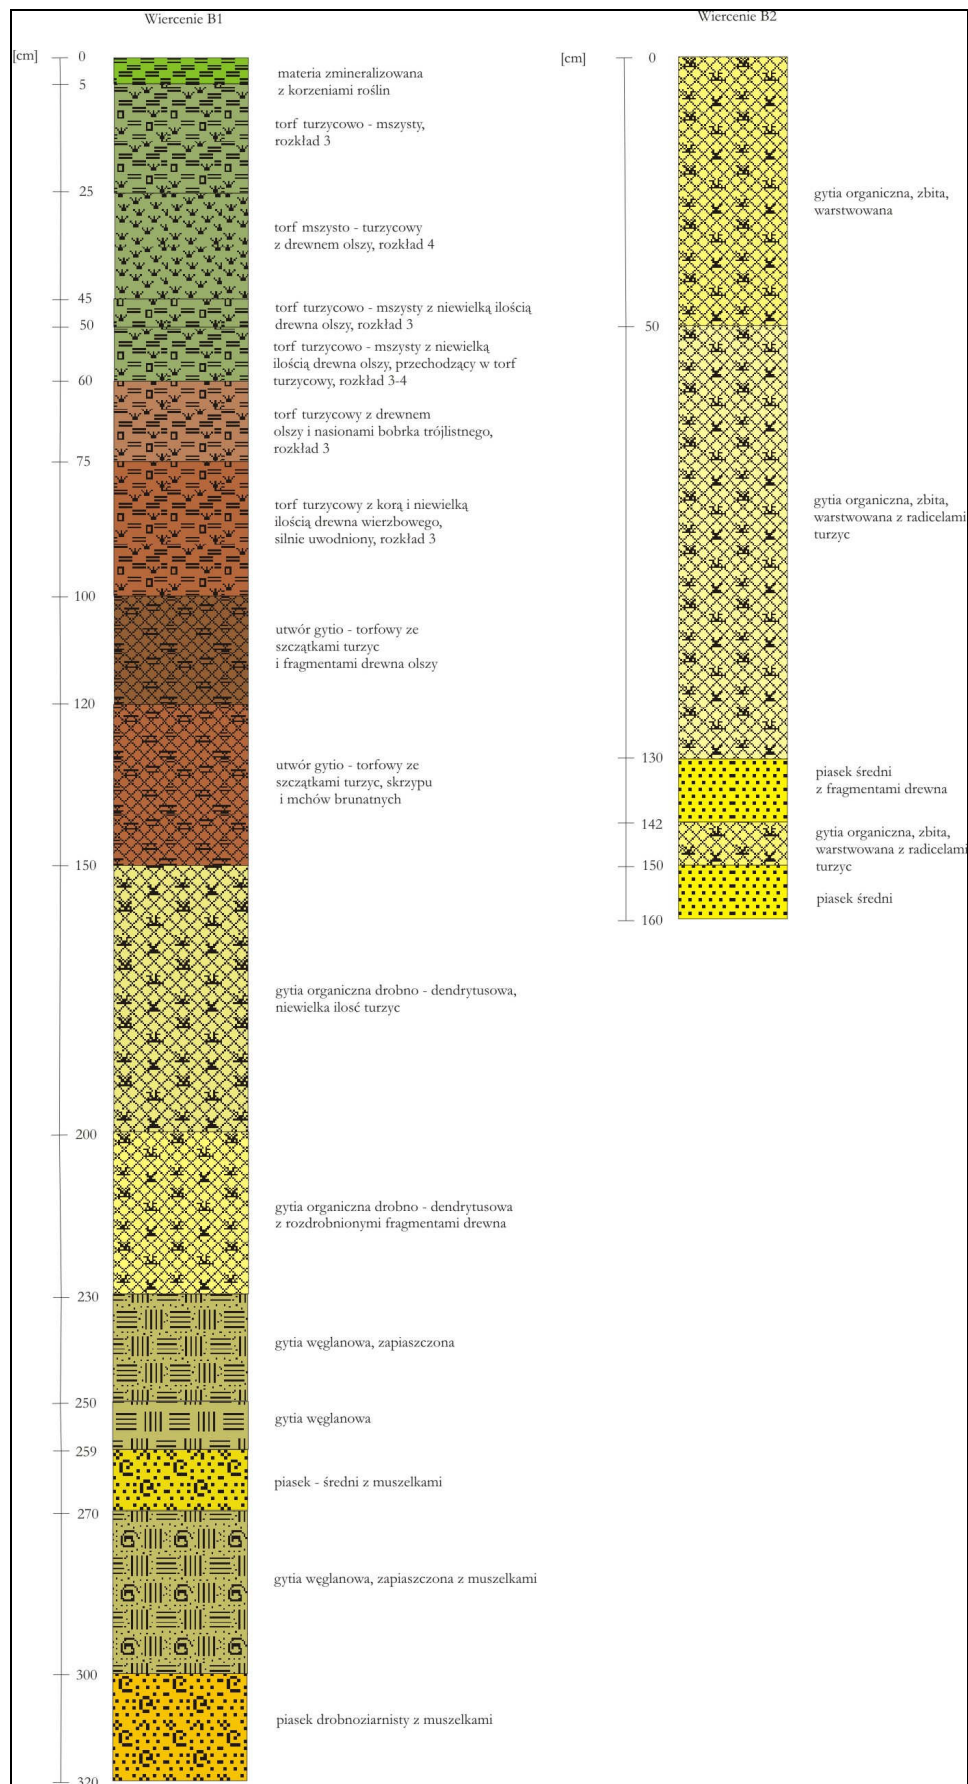 Wiercenie B1
[cm]
0
materia zmineralizowana
z korzeniami roślin
5
torf turzycowo - mszysty,
rozkład 3
25
torf mszysto - turzycowy
z drewnem olszy, rozkład 4
45
torf turzycowo - mszysty z niewielką ilością
drewna olszy, rozkład 3
50
torf turzycowo - mszysty z niewielką
ilością drewna olszy, przechodzący w torf
turzycowy, rozkład 3-4
60
torf turzycowy z drewnem
olszy i nasionami bobrka trójlistnego,
rozkład 3
75
torf turzycowy z korą i niewielką
ilością drewna wierzbowego,
silnie uwodniony, rozkład 3
100
utwór gytio - torfowy ze
szczątkami turzyc
i fragmentami drewna olszy
120
utwór gytio - torfowy ze
szczątkami turzyc, skrzypu
i mchów brunatnych
150
gytia organiczna drobno - dendrytusowa,
niewielka ilosć turzyc
200
gytia organiczna drobno - dendrytusowa
z rozdrobnionymi fragmentami drewna
230
gytia węglanowa, zapiaszczona
250
gytia węglanowa
259
piasek - średni z muszelkami
270
gytia węglanowa, zapiaszczona z muszelkami
300
piasek drobnoziarnisty z muszelkami
320
Wiercenie B2
[cm]
0
gytia organiczna, zbita,
warstwowana
50
gytia organiczna, zbita,
warstwowana z radicelami
turzyc
130
piasek średni
z fragmentami drewna
142
gytia organiczna, zbita,
warstwowana z radicelami
turzyc
150
piasek średni
160